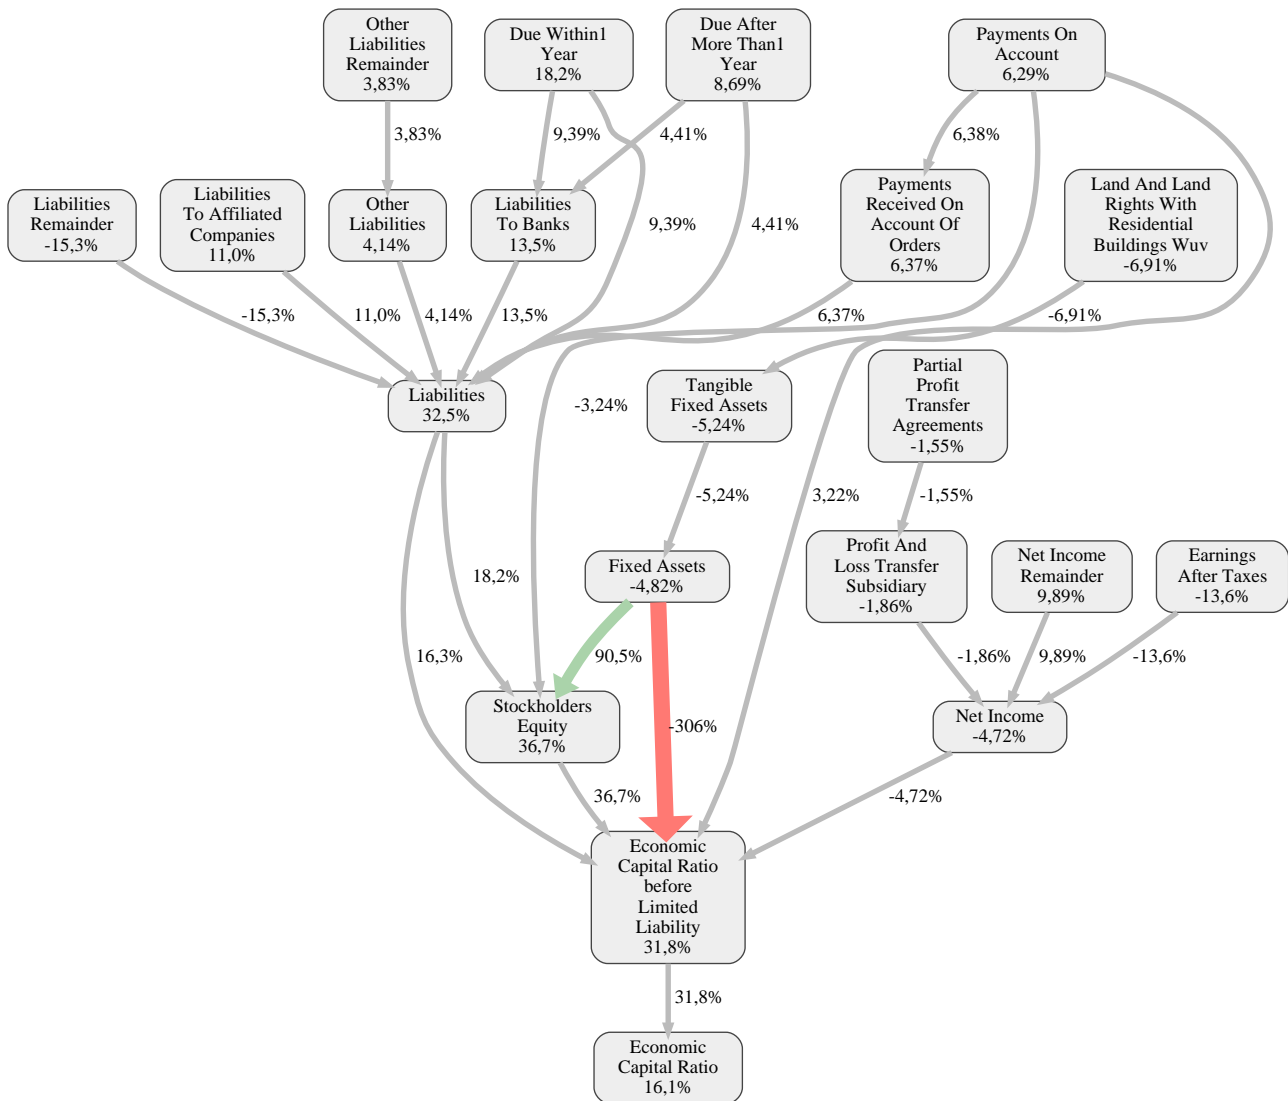 Other
Liabilities
Remainder
3,83%
Due Within1
Year
18,2%
Due After
More Than1
Year
8,69%
Payments On
Account
6,29%
3,83%
9,39%
4,41%
6,38%
Liabilities
Remainder
-15,3%
Liabilities
To Affiliated
Companies
11,0%
Other
Liabilities
4,14%
Liabilities
To Banks
13,5%
9,39%
4,41%
Payments
Received On
Account Of
Orders
6,37%
Land And Land
Rights With
Residential
Buildings Wuv
-6,91%
-15,3%
11,0%
4,14%
13,5%
6,37%
-6,91%
Liabilities
32,5%
-3,24%
Tangible
Fixed Assets
-5,24%
Partial
Profit
Transfer
Agreements
-1,55%
-5,24%
3,22%
-1,55%
18,2%
Fixed Assets
-4,82%
Profit And
Loss Transfer
Subsidiary
-1,86%
Net Income
Remainder
9,89%
Earnings
After Taxes
-13,6%
16,3%
90,5%
-1,86%
9,89%
-13,6%
Stockholders
Equity
36,7%
-306%
Net Income
-4,72%
36,7%
-4,72%
Economic
Capital Ratio
before
Limited
Liability
31,8%
31,8%
Economic
Capital Ratio
16,1%